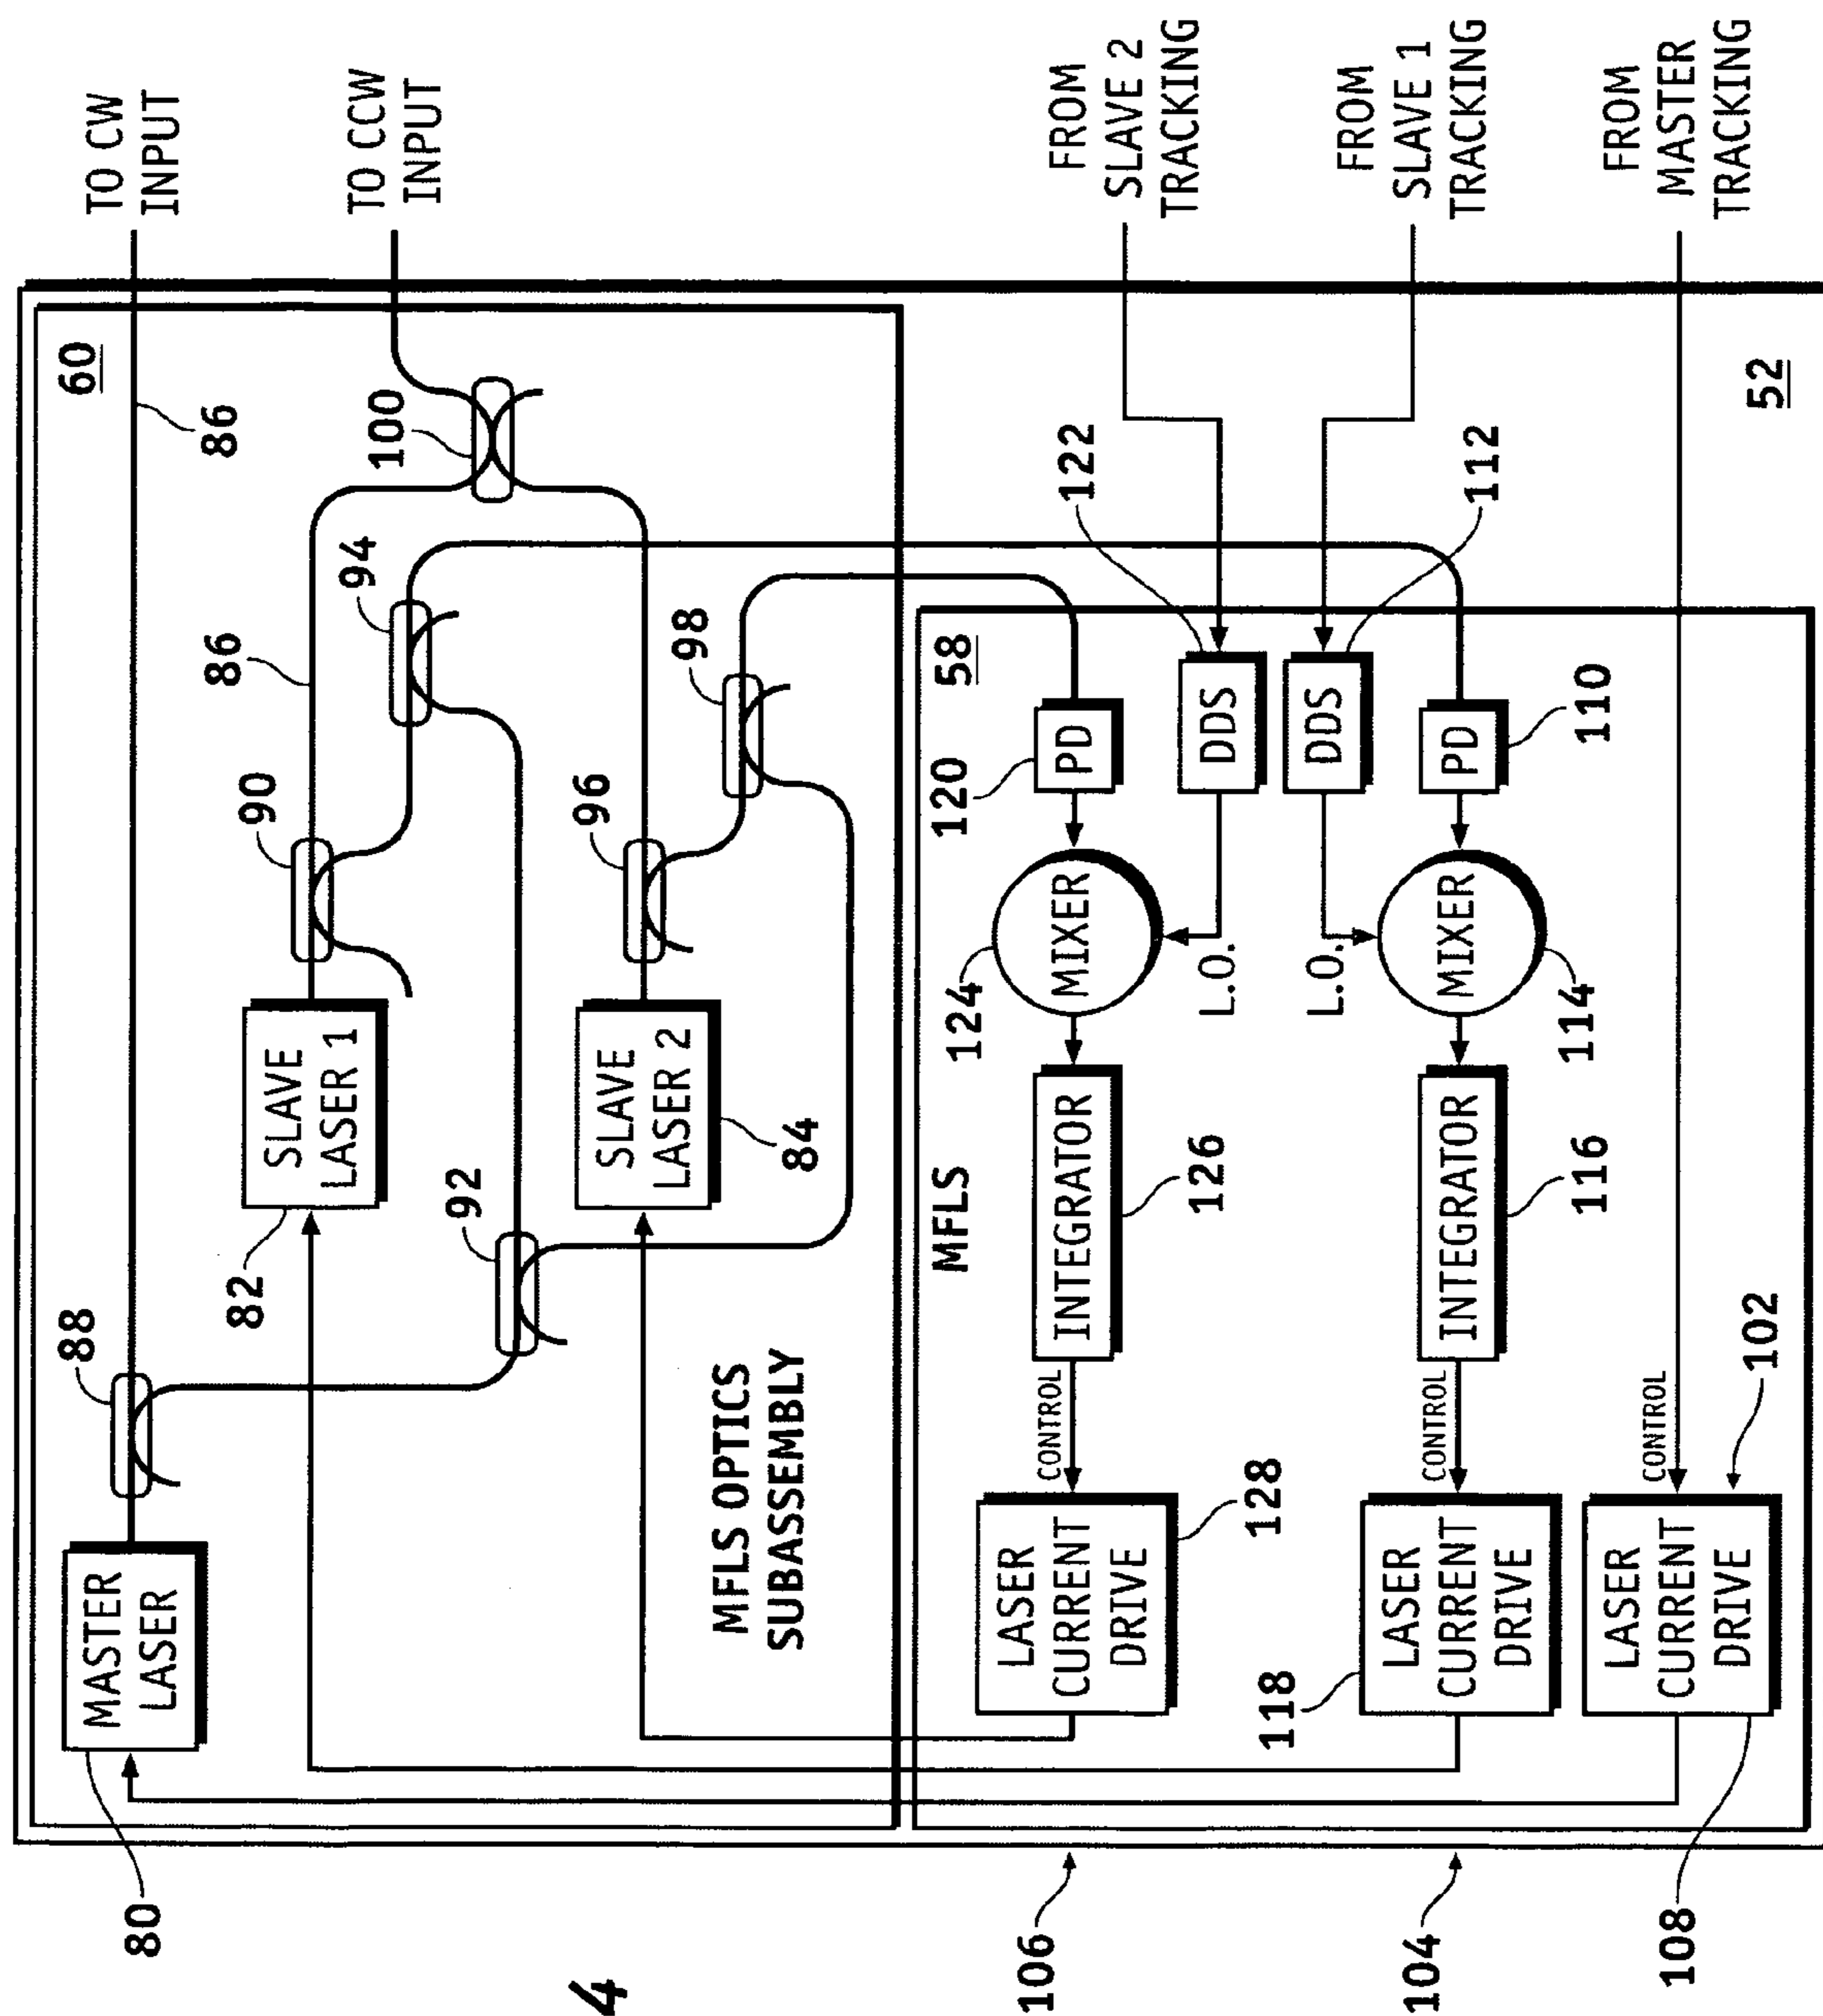 60
TO CW
INPUT
MASTER
LASER
80
88
86
TO CCW
INPUT
100
90
86
94
SLAVE
LASER 1
82
92
96
98
SLAVE
LASER 2
84
MFLS OPTICS
SUBASSEMBLY
MFLS
58
52
FROM
SLAVE 2
TRACKING
122
120
PD
DDS
124
MIXER
L.O.
INTEGRATOR
126
CONTROL
LASER
CURRENT
DRIVE
128
106
FROM
SLAVE 1
TRACKING
112
DDS
L.O.
PD
110
MIXER
114
INTEGRATOR
116
CONTROL
LASER
CURRENT
DRIVE
118
104
FROM
MASTER
TRACKING
CONTROL
102
LASER
CURRENT
DRIVE
108
4